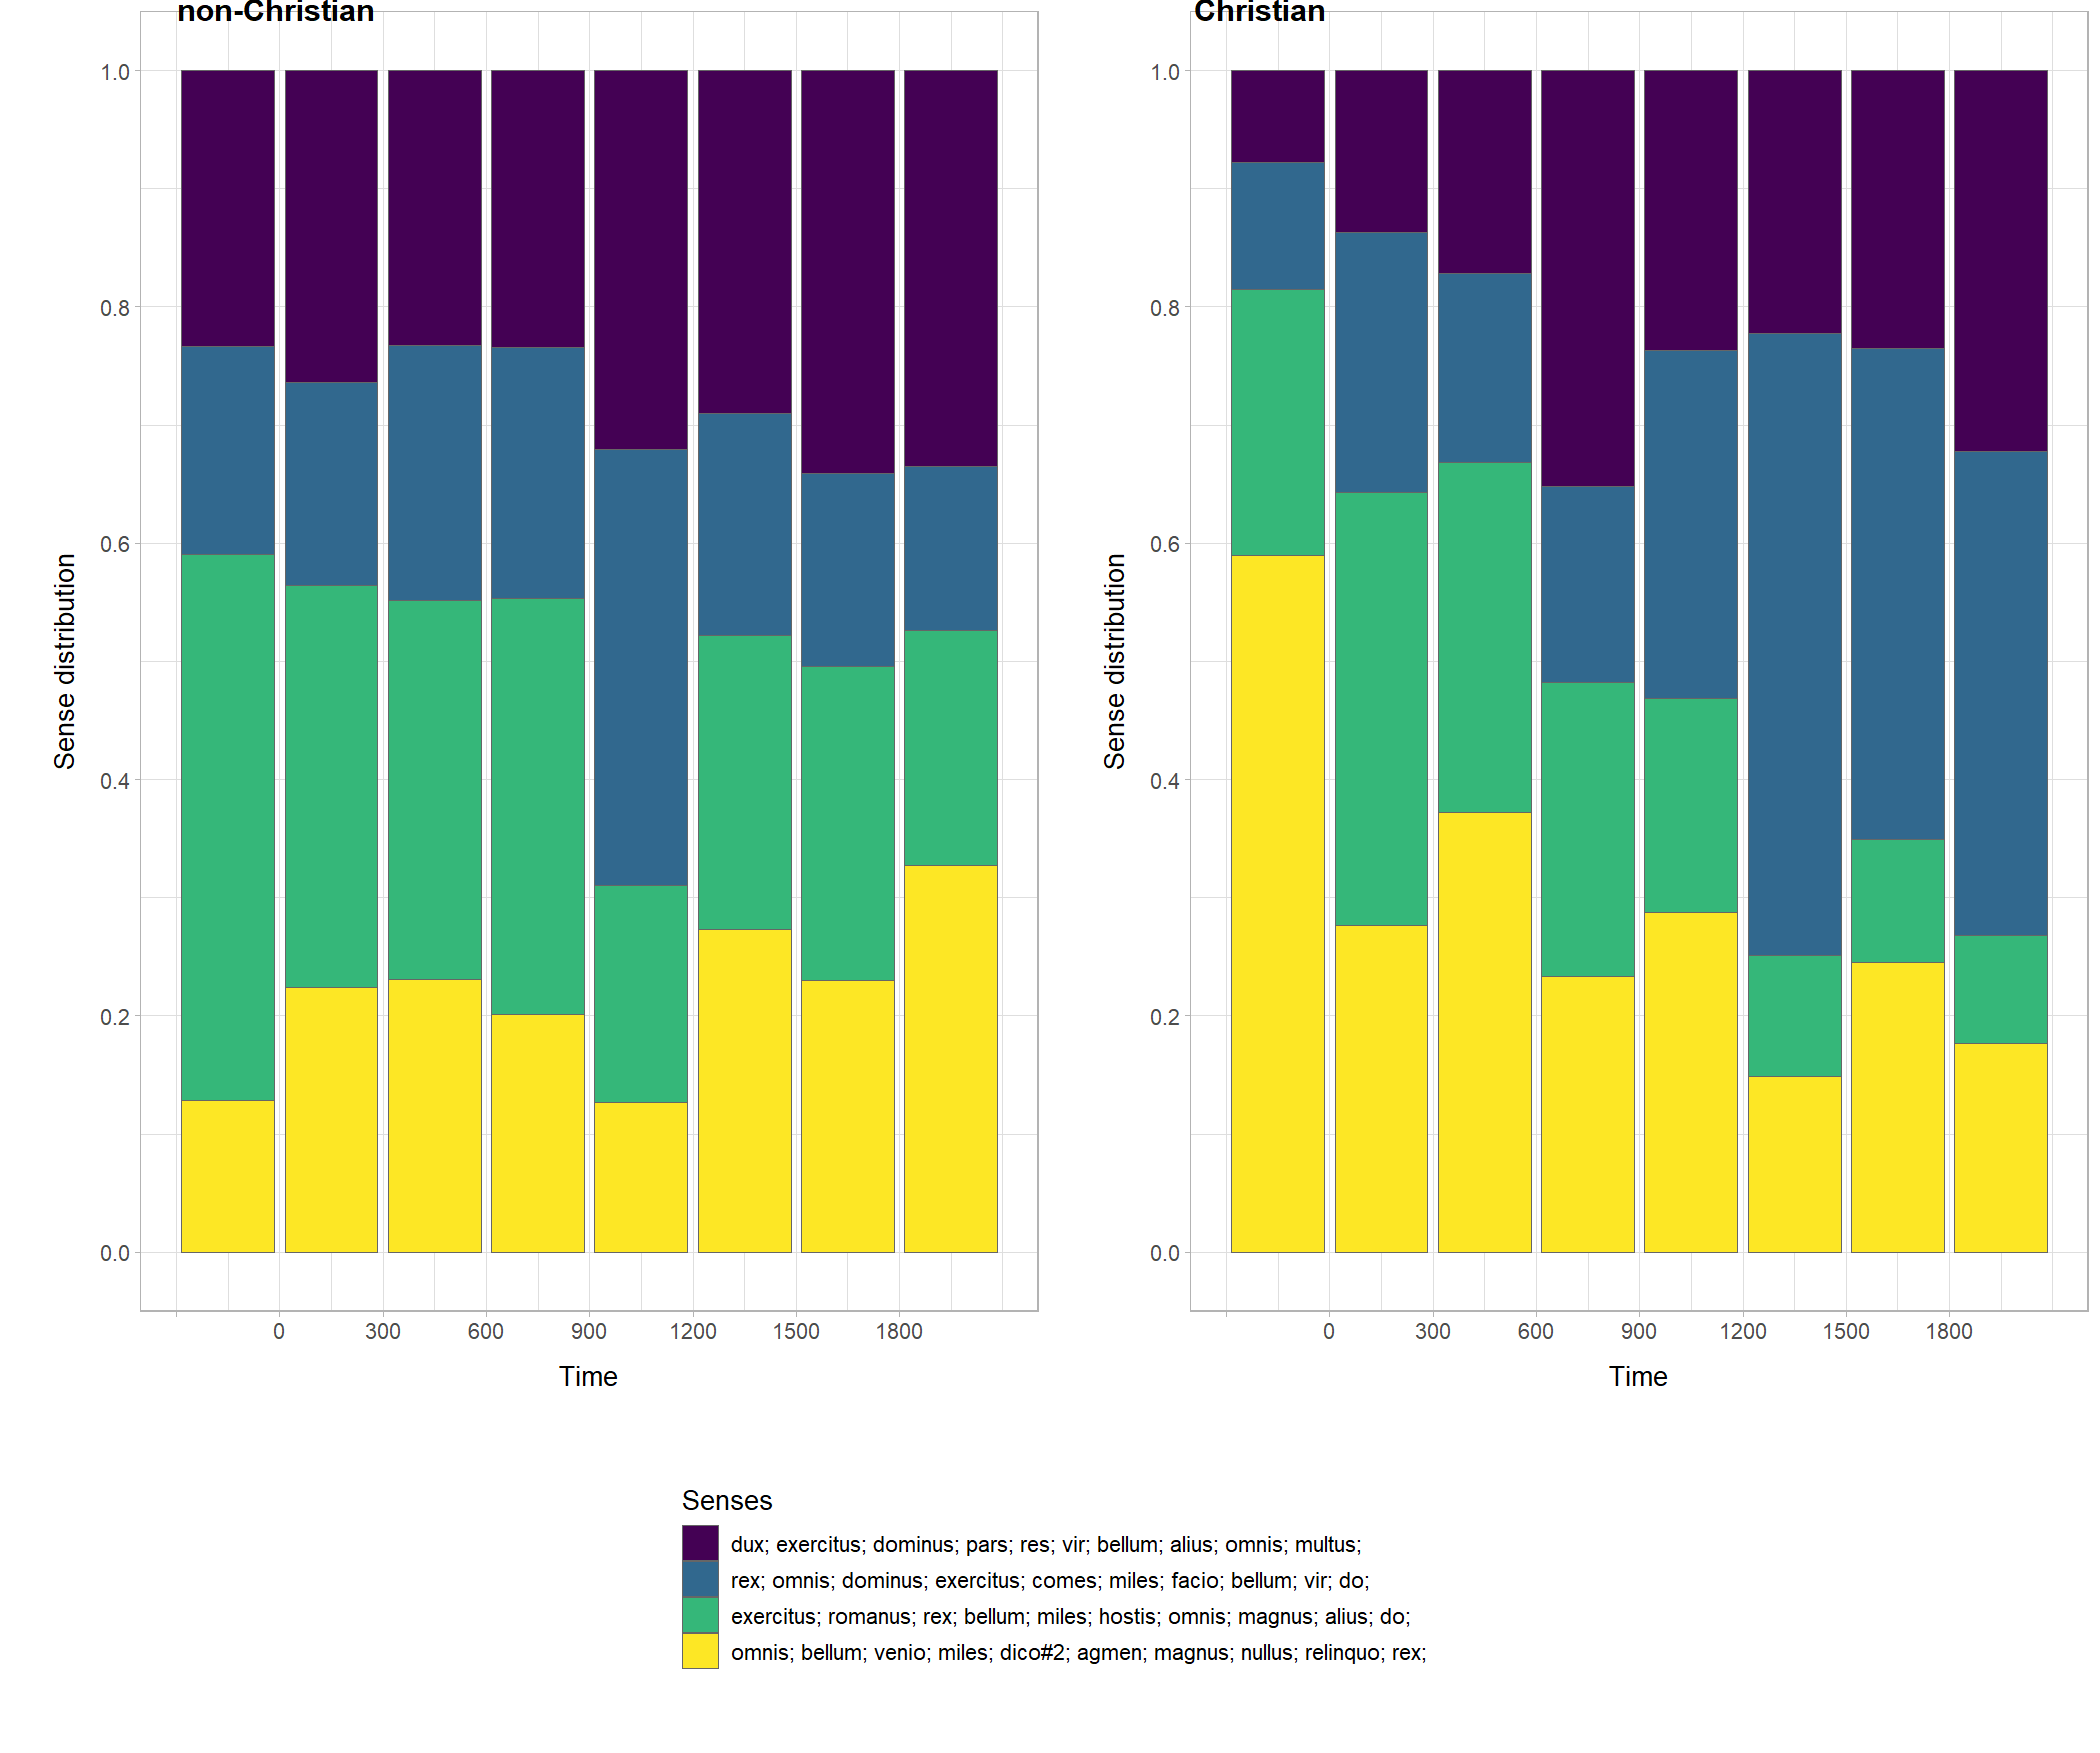 non-Christian
1.0
0.8
0.6
0.4
0.2
0.0
Sense distribution
0 300 600 900 1200 1500 1800
Time
Christian
1.0
0.8
0.6
0.4
0.2
0.0
Sense distribution
0 300 600 900 1200 1500 1800
Time
Senses
dux; exercitus; dominus; pars; res; vir; bellum; alius; omnis; multus;
rex; omnis; dominus; exercitus; comes; miles; facio; bellum; vir; do;
exercitus; romanus; rex; bellum; miles; hostis; omnis; magnus; alius; do;
omnis; bellum; venio; miles; dico#2; agmen; magnus; nullus; relinquo; rex;